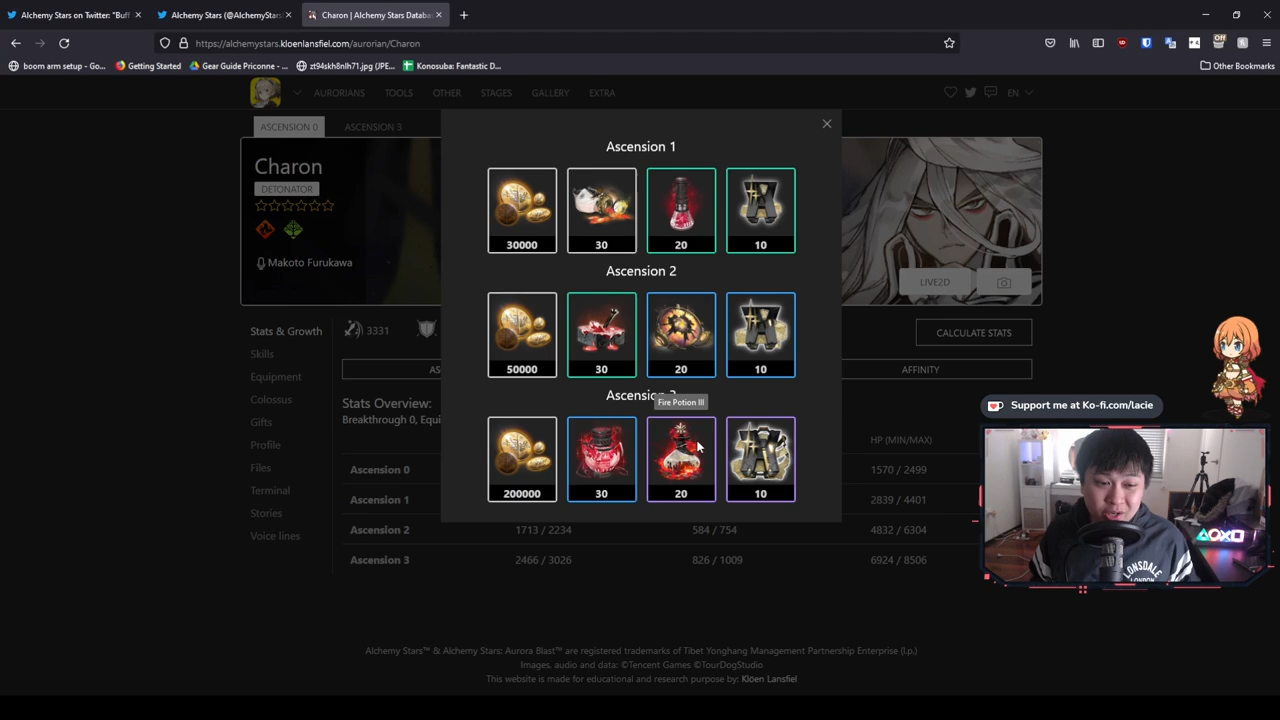 Alchemy Stars on Twitter: "Buff
Alchemy Stars (@AlchemyStars
Charon | Alchemy Stars Databa
https://alchemystars.kloenlansfiel.com/aurorian/Charon
Off
boom arm setup - Go...
Getting Started
Gear Guide Priconne - ...
zt94skh8nlh71.jpg (JPE...
Konosuba: Fantastic D...
Other Bookmarks
AURORIANS TOOLS OTHER STAGES GALLERY EXTRA
EN
ASCENSION 0 ASCENSION 3
Charon
DETONATOR
Makoto Furukawa
LIVE2D
Ascension 1
30000 30 20 10
Ascension 2
50000 30 20 10
Fire Potion III
200000 30 20 10
Stats & Growth
Skills
Equipment
Colossus
Gifts
Profile
Files
Terminal
Stories
Voice lines
3331
CALCULATE STATS
AFFINITY
Stats Overview:
Breakthrough 0, Equi
HP (MIN/MAX)
Ascension 0 1570 / 2499
Ascension 1 2839 / 4401
Ascension 2 1713 / 2234 584 / 754 4832 / 6304
Ascension 3 2466 / 3026 826 / 1009 6924 / 8506
Support me at Ko-fi.com/lacie
LONSDALE
LONDON
Alchemy Stars™ & Alchemy Stars: Aurora Blast™ are registered trademarks of Tibet Yonghang Management Partnership Enterprise (l.p.)
Images, audio and data: ©Tencent Games ©TourDogStudio
This website is made for educational and research purpose by: Klöen Lansfiel